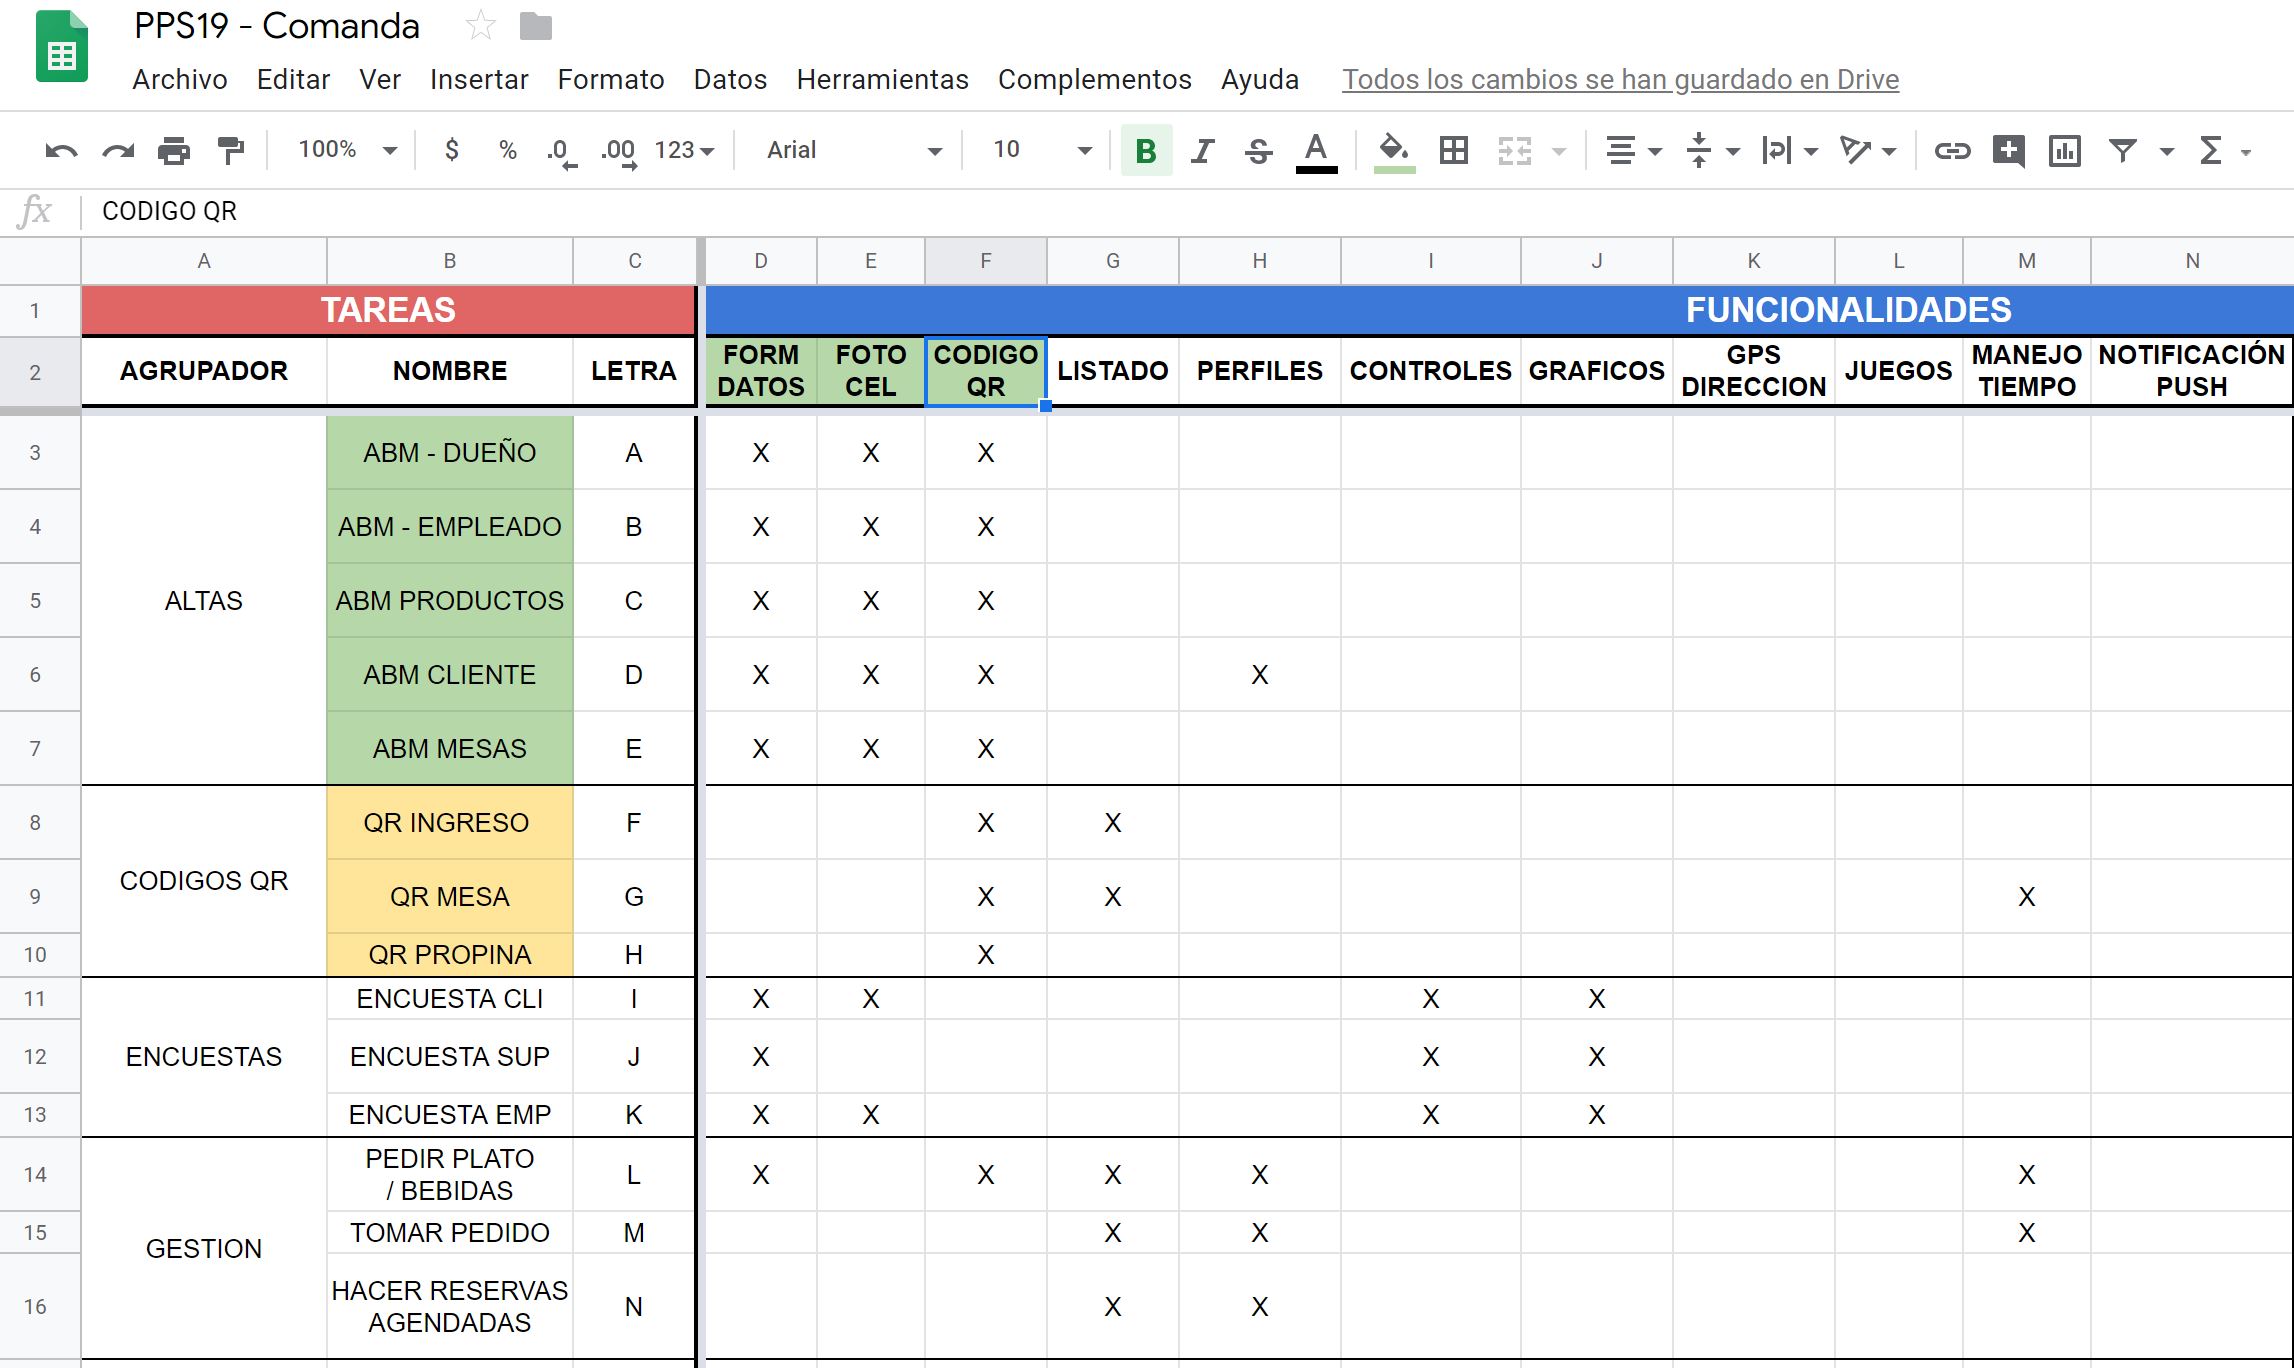 PPS19 - Comanda
Archivo Editar Ver Insertar Formato Datos Herramientas Complementos Ayuda Todos los cambios se han guardado en Drive
100% $ % .0 .00 123 Arial 10 B I S A Σ
fx CODIGO QR
A B C D E F G H I J K L M N
1 TAREAS FUNCIONALIDADES
2 AGRUPADOR NOMBRE LETRA FORM DATOS FOTO CEL CODIGO QR LISTADO PERFILES CONTROLES GRAFICOS GPS DIRECCION JUEGOS MANEJO TIEMPO NOTIFICACIÓN PUSH
3 ABM - DUEÑO A X X X
4 ABM - EMPLEADO B X X X
5 ALTAS ABM PRODUCTOS C X X X
6 ABM CLIENTE D X X X X
7 ABM MESAS E X X X
8 QR INGRESO F X X
9 CODIGOS QR QR MESA G X X X
10 QR PROPINA H X
11 ENCUESTA CLI I X X X X
12 ENCUESTAS ENCUESTA SUP J X X X
13 ENCUESTA EMP K X X X X
14 PEDIR PLATO / BEBIDAS L X X X X X
15 GESTION TOMAR PEDIDO M X X X
16 HACER RESERVAS AGENDADAS N X X